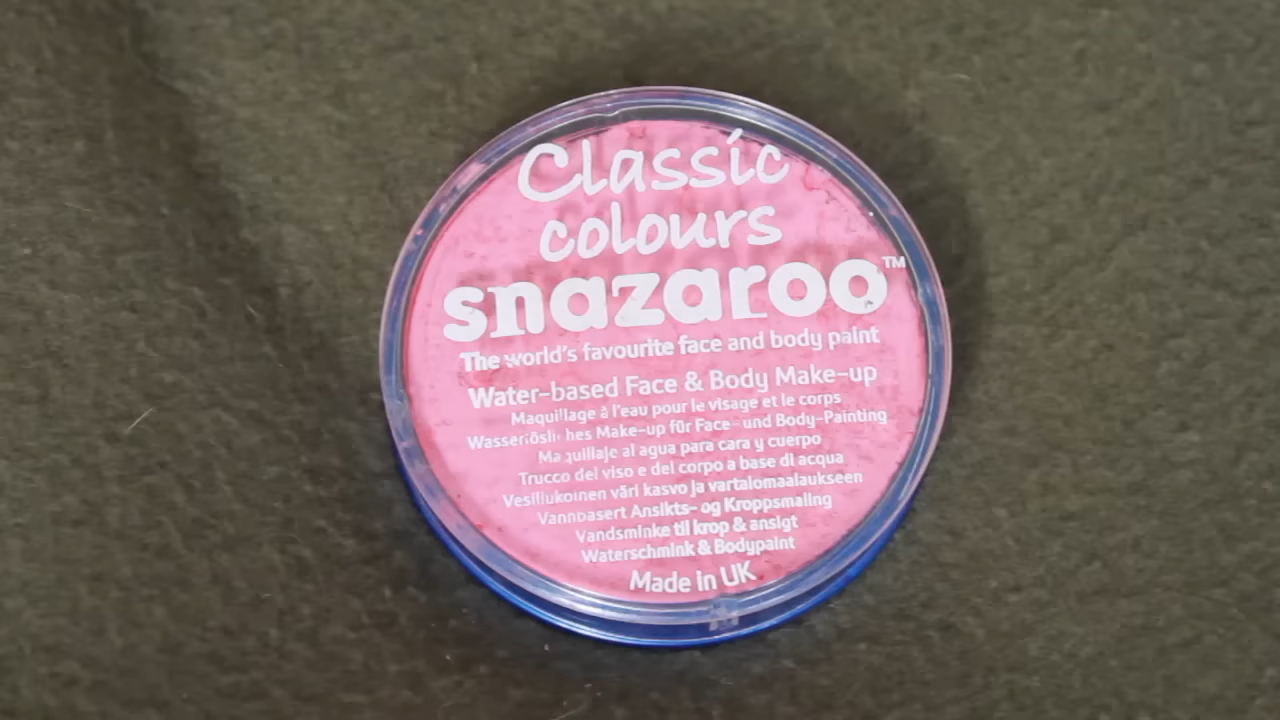 Classic
colours
snazaroo™
The world's favourite face and body paint
Water-based Face & Body Make-up
Maquillage à l'eau pour le visage et le corps
Make-up für Face- und Body-Painting
al agua para cara y cuerpo
Trucco del viso e del corpo a base di acqua
Vesiliukoinen väri kasvo ja vartalomaalaukseen
Vannbasert Ansikts- og Kroppsmaling
Vandsminke til krop & ansigt
Waterschmink & Bodypaint
Made in UK